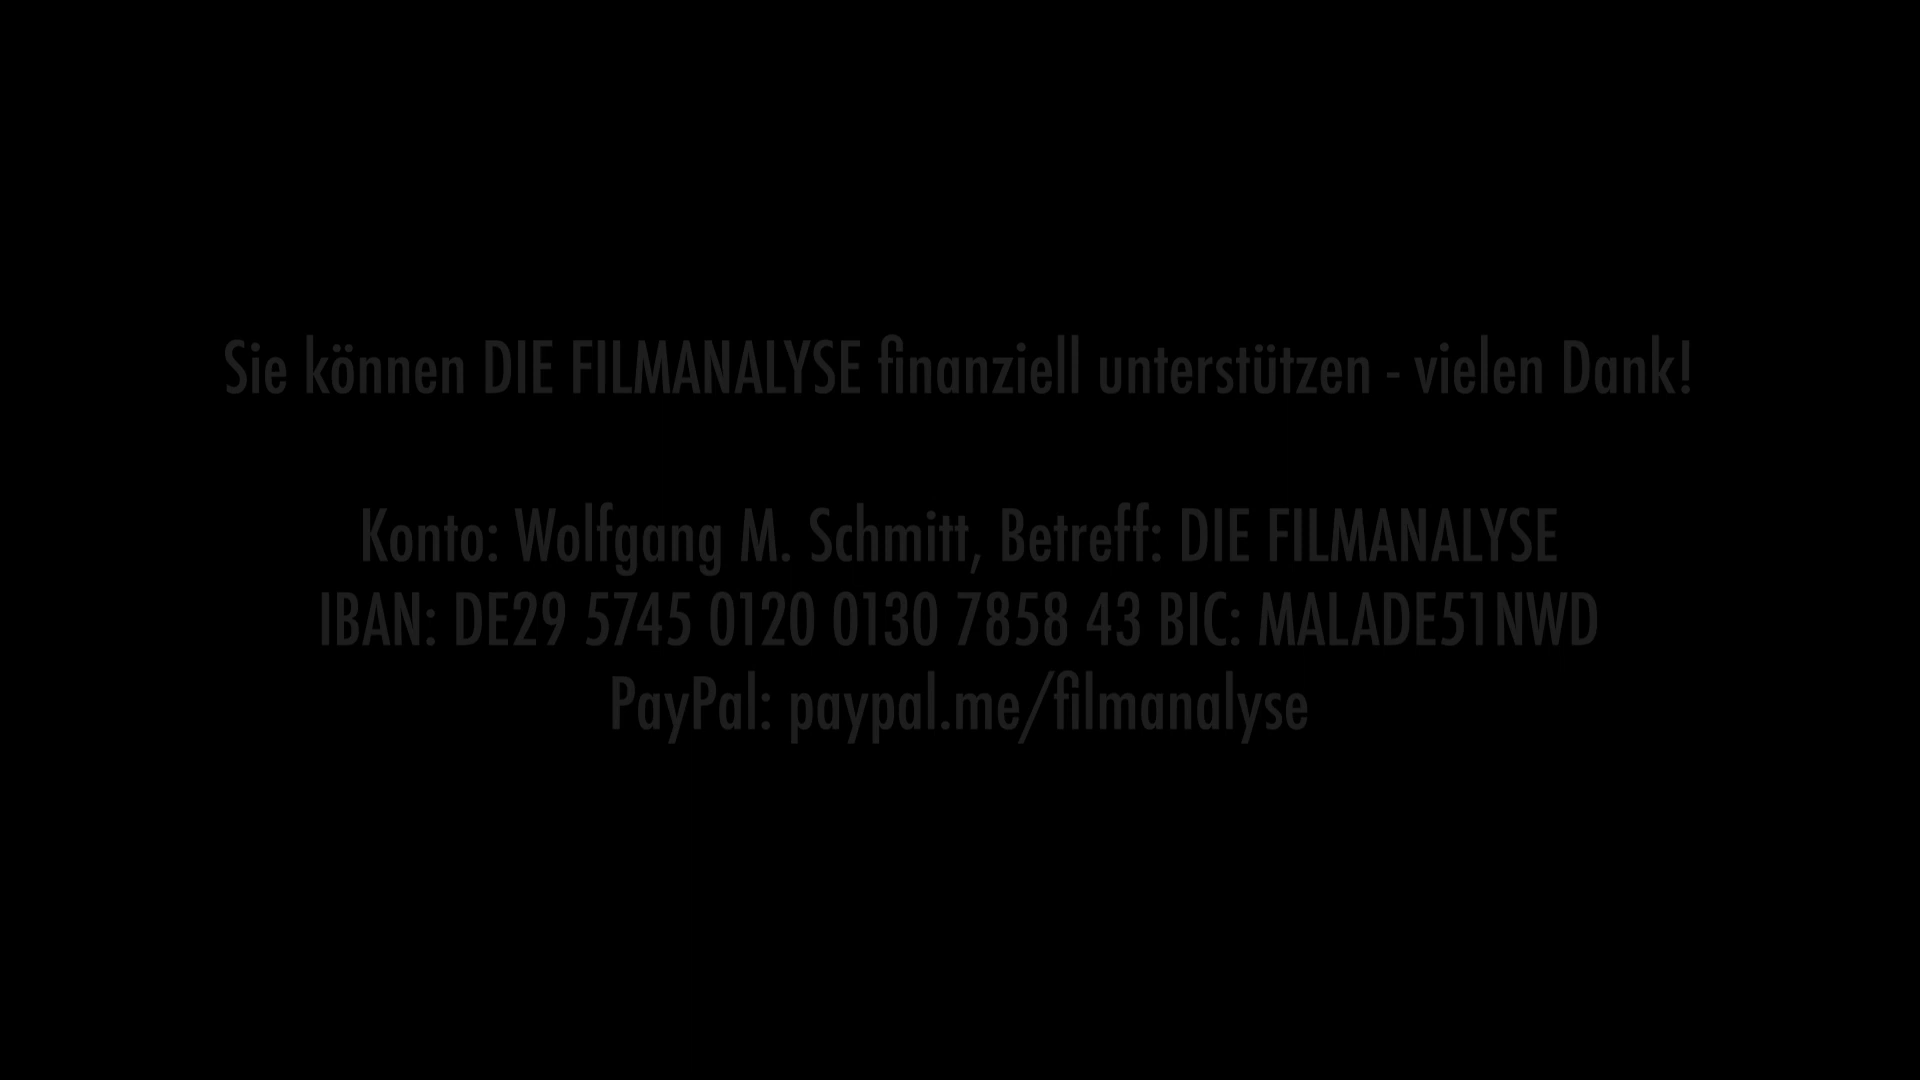 Sie können DIE FILMANALYSE finanziell unterstützen - vielen Dank!
Konto: Wolfgang M. Schmitt, Betreff: DIE FILMANALYSE
IBAN: DE29 5745 0120 0130 7858 43 BIC: MALADE51NWD
PayPal: paypal.me/filmanalyse